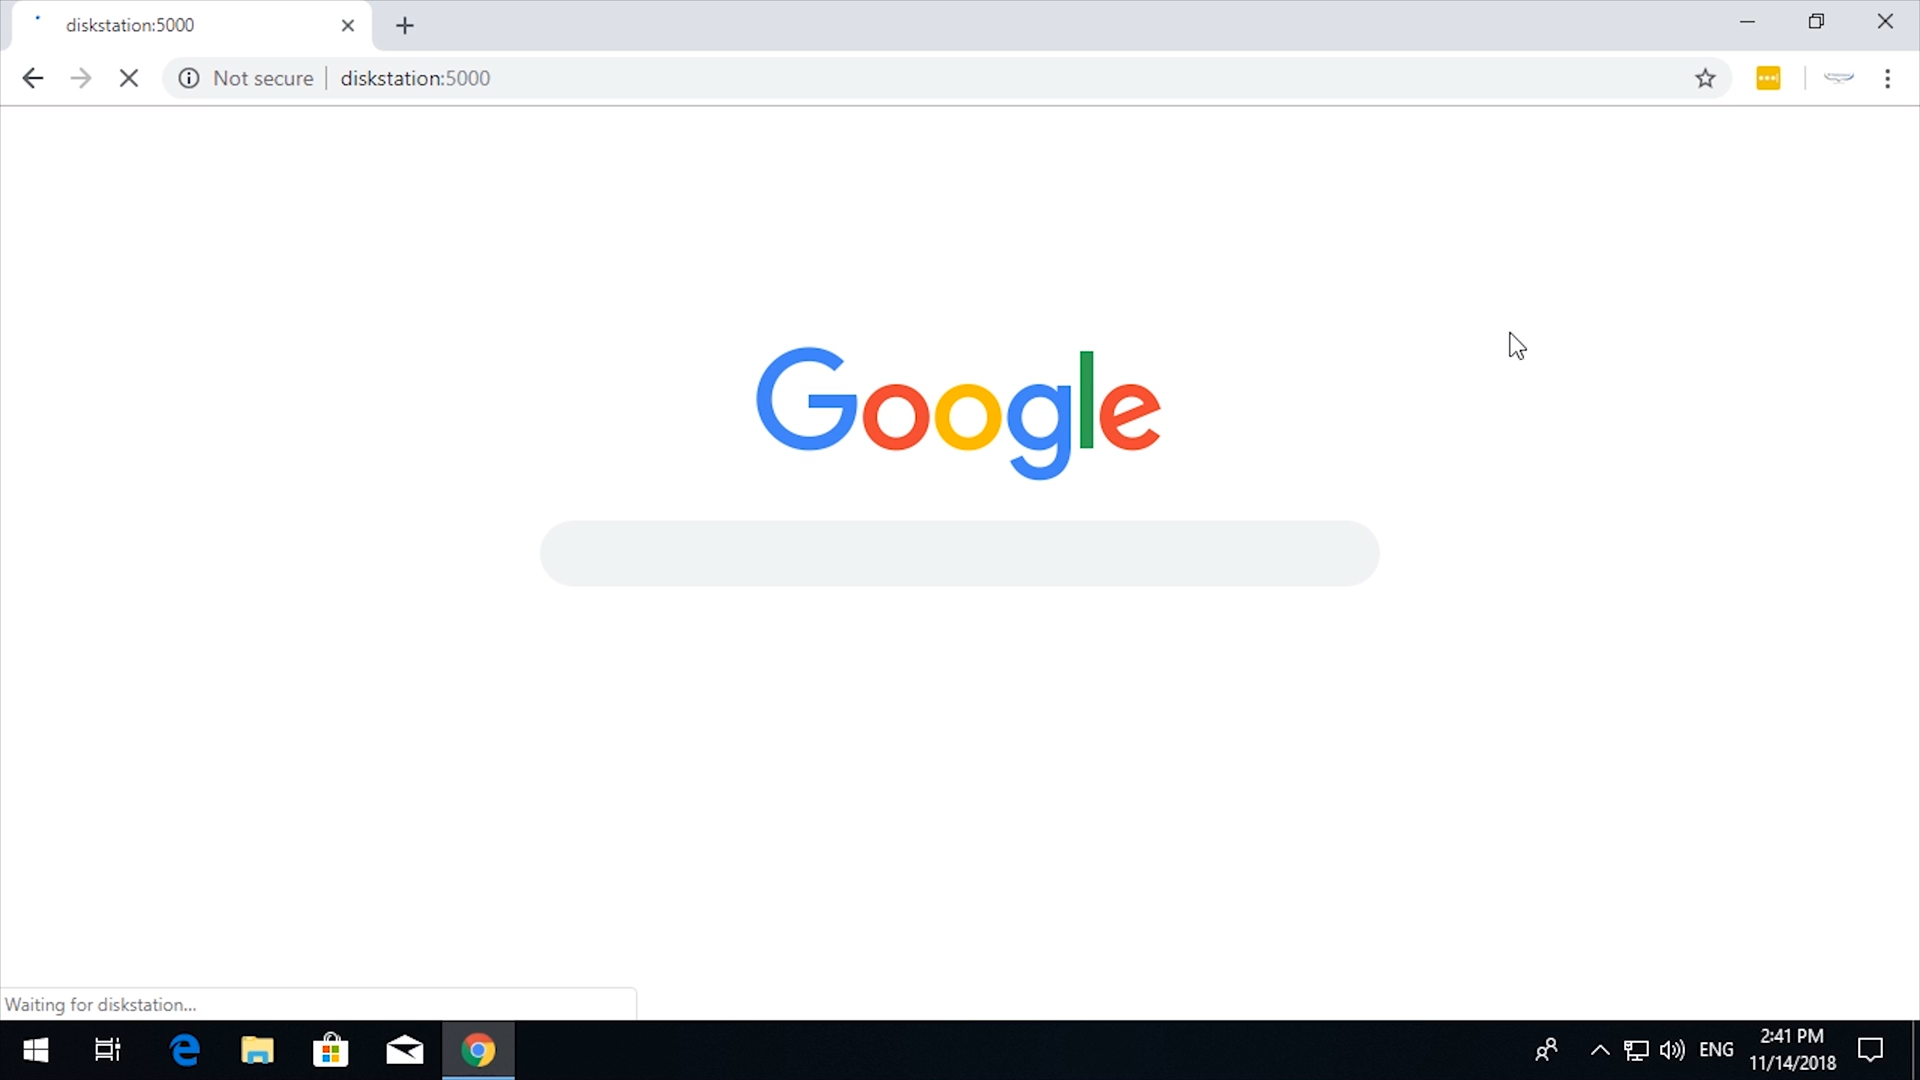 diskstation:5000
Not secure
diskstation:5000
Google
Waiting for diskstation...
ENG
2:41 PM
11/14/2018